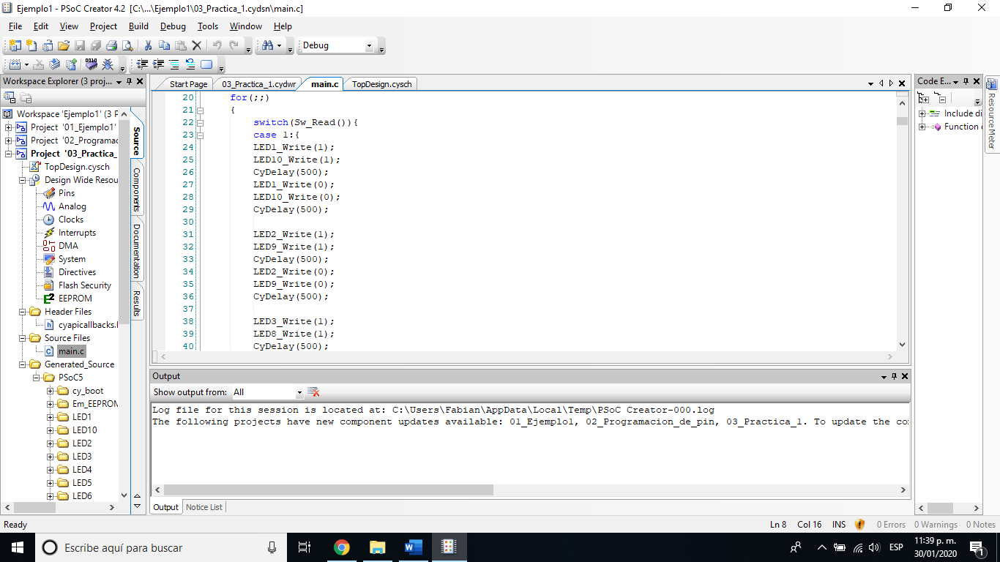 Ejemplo1 - PSoC Creator 4.2 [C:\...\Ejemplo1\03_Practica_1.cydsn\main.c]
File Edit View Project Build Debug Tools Window Help
Debug
Workspace Explorer (3 proj...
Workspace 'Ejemplo1' (3 P
Project '01_Ejemplo1'
Project '02_Programac
Project '03_Practica_
TopDesign.cysch
Design Wide Resou
Pins
Analog
Clocks
Interrupts
DMA
System
Directives
Flash Security
EEPROM
Header Files
cyapicallbacks.h
Source Files
main.c
Generated_Source
PSoC5
cy_boot
Em_EEPROM
LED1
LED10
LED2
LED3
LED4
LED5
LED6
Source
Components
Documentation
Results
Start Page 03_Practica_1.cydwr main.c TopDesign.cysch
20 for(;;)
21 {
22 switch(Sw_Read()){
23 case 1:{
24 LED1_Write(1);
25 LED10_Write(1);
26 CyDelay(500);
27 LED1_Write(0);
28 LED10_Write(0);
29 CyDelay(500);
30
31 LED2_Write(1);
32 LED9_Write(1);
33 CyDelay(500);
34 LED2_Write(0);
35 LED9_Write(0);
36 CyDelay(500);
37
38 LED3_Write(1);
39 LED8_Write(1);
40 CyDelay(500);
Code E...
Include di
Function d
Resource Meter
Output
Show output from: All
Log file for this session is located at: C:\Users\Fabian\AppData\Local\Temp\PSoC Creator-000.log
The following projects have new component updates available: 01_Ejemplo1, 02_Programacion_de_pin, 03_Practica_1. To update the co
Output Notice List
Ready Ln 8 Col 16 INS 0 Errors 0 Warnings 0 Notes
Escribe aquí para buscar
ESP
11:39 p. m.
30/01/2020
1